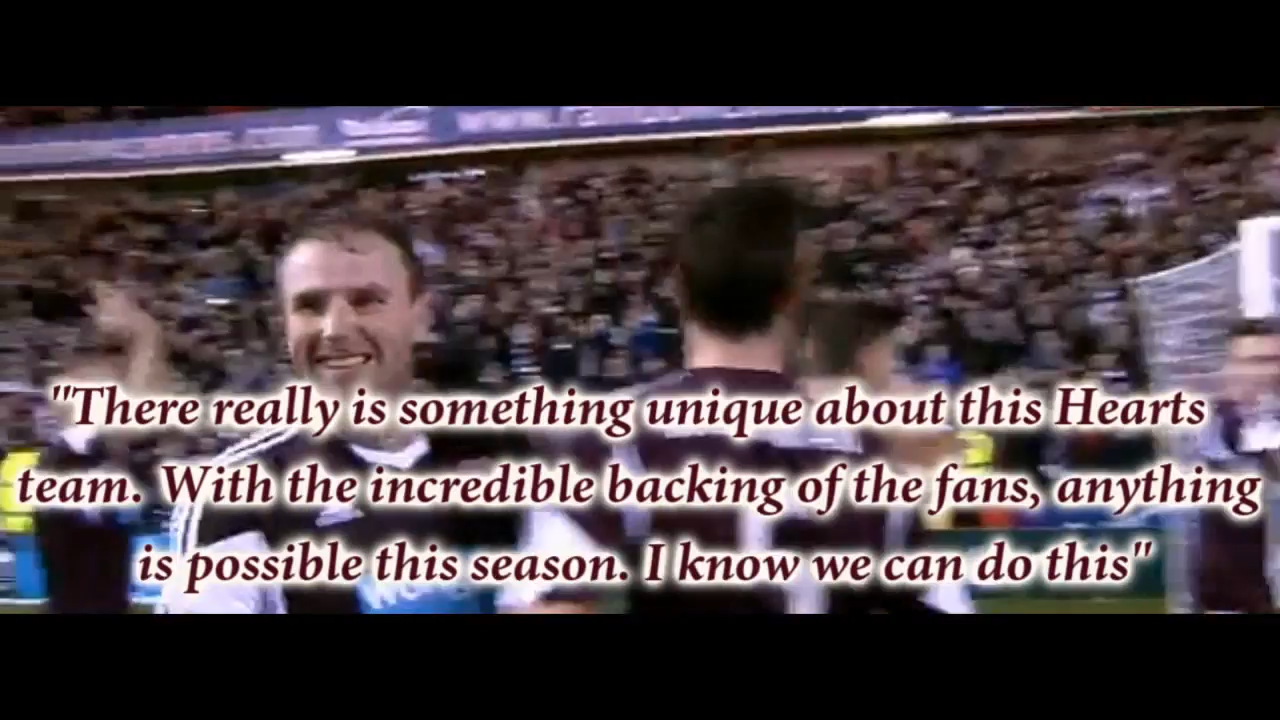 "There really is something unique about this Hearts
team. With the incredible backing of the fans, anything
is possible this season. I know we can do this"